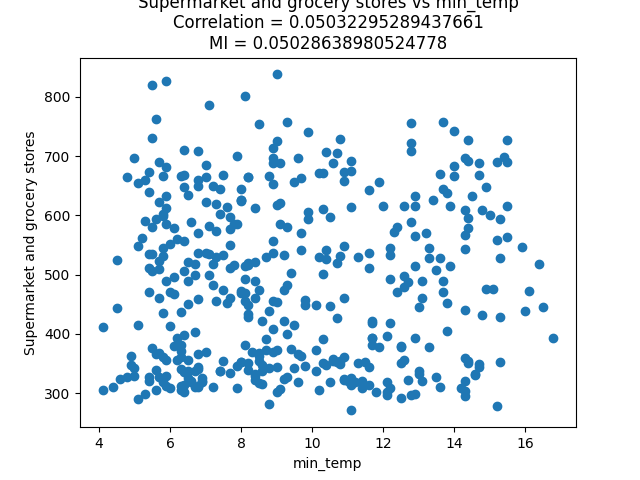 Supermarket and grocery stores vs min_temp
Correlation = 0.05032295289437661
MI = 0.05028638980524778
800
700
600
500
400
300
Supermarket and grocery stores
4 6 8 10 12 14 16
min_temp